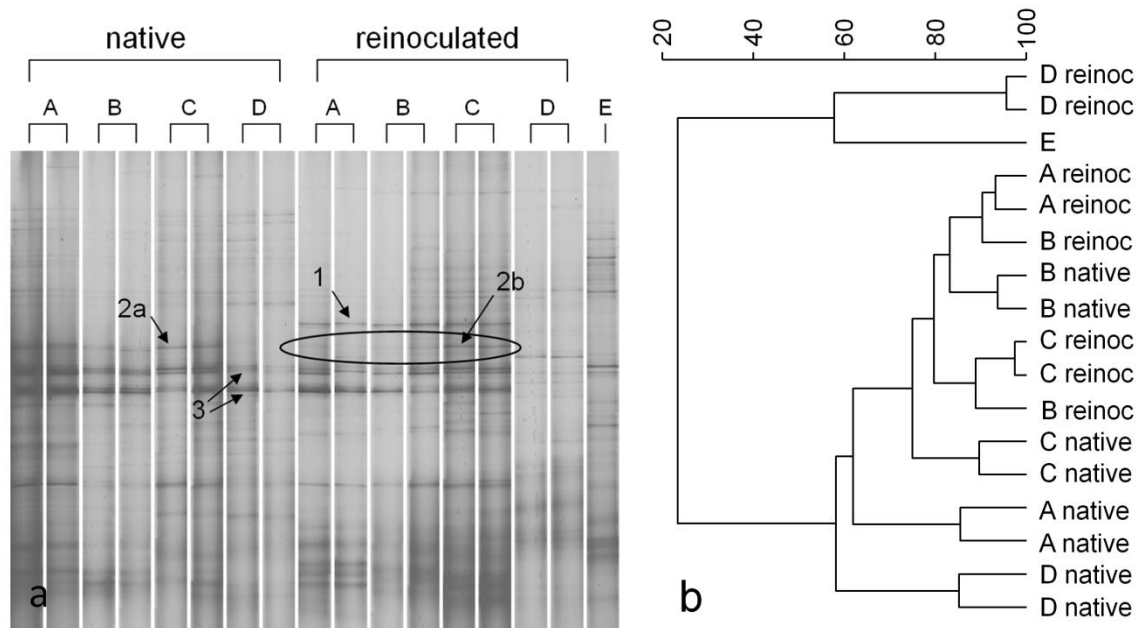 native reinoculated
A B C D A B C D E
1
2a 2b
3
a
20 40 60 80 100
D reinoc
D reinoc
E
A reinoc
A reinoc
B reinoc
B native
B native
C reinoc
C reinoc
B reinoc
C native
C native
A native
A native
D native
D native
b